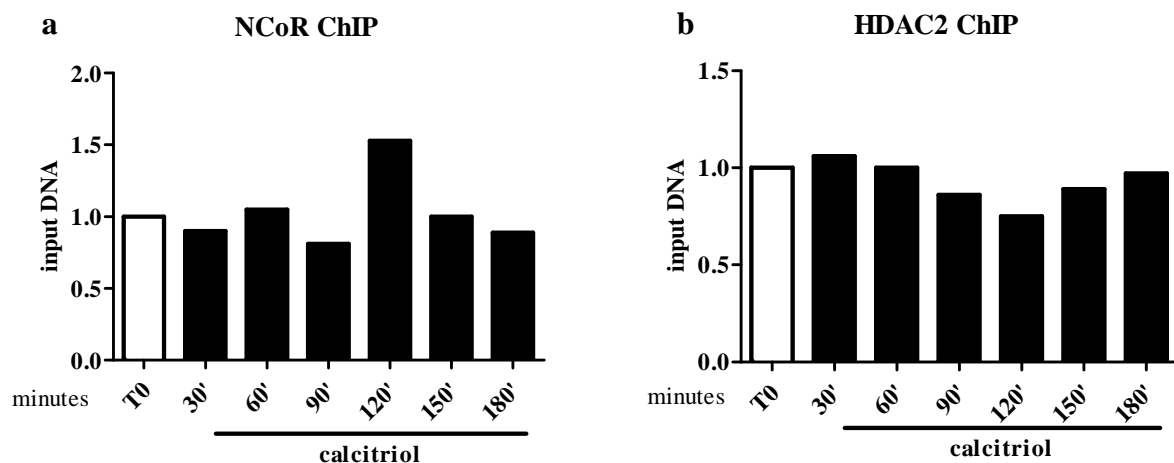 a
NCoR ChIP
2.0
1.5
1.0
0.5
0.0
input DNA
minutes
T0 30' 60' 90' 120' 150' 180'
calcitriol
b
HDAC2 ChIP
1.5
1.0
0.5
0.0
input DNA
minutes
T0 30' 60' 90' 120' 150' 180'
calcitriol